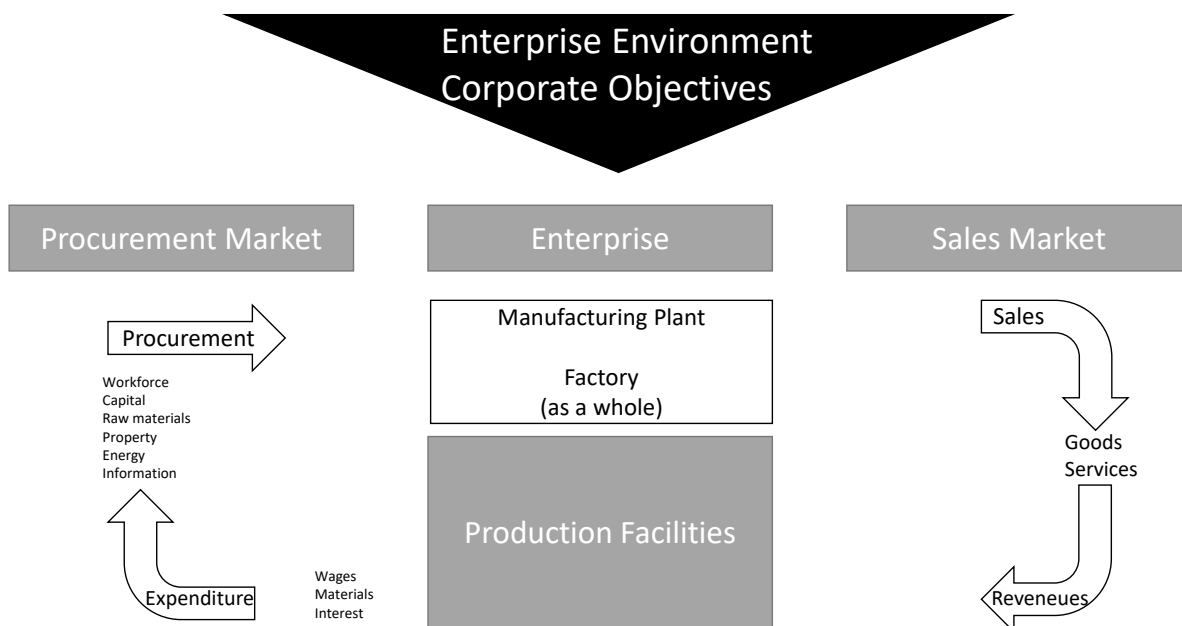 Enterprise Environment
Corporate Objectives
Procurement Market
Enterprise
Sales Market
Procurement
Workforce
Capital
Raw materials
Property
Energy
Information
Expenditure
Wages
Materials
Interest
Manufacturing Plant
Factory
(as a whole)
Production Facilities
Sales
Goods
Services
Reveneues